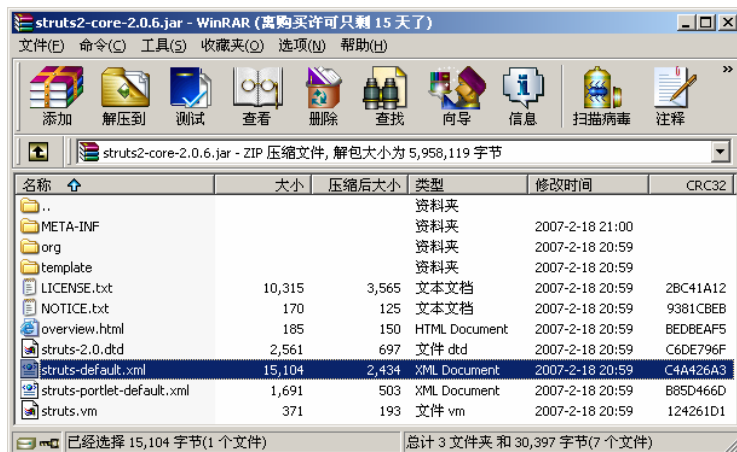 struts2-core-2.0.6.jar - WinRAR (离购买许可只剩 15 天了)
文件(F) 命令(C) 工具(S) 收藏夹(O) 选项(N) 帮助(H)
添加 解压到 测试 查看 删除 查找 向导 信息 扫描病毒 注释 »
struts2-core-2.0.6.jar - ZIP 压缩文件, 解包大小为 5,958,119 字节
名称 大小 压缩后大小 类型 修改时间 CRC32
.. 资料夹
META-INF 资料夹 2007-2-18 21:00
org 资料夹 2007-2-18 20:59
template 资料夹 2007-2-18 20:59
LICENSE.txt 10,315 3,565 文本文档 2007-2-18 20:59 2BC41A12
NOTICE.txt 170 125 文本文档 2007-2-18 20:59 9381CBEB
overview.html 185 150 HTML Document 2007-2-18 20:59 BEDBEAF5
struts-2.0.dtd 2,561 697 文件 dtd 2007-2-18 20:59 C6DE796F
struts-default.xml 15,104 2,434 XML Document 2007-2-18 20:59 C4A426A3
struts-portlet-default.xml 1,691 503 XML Document 2007-2-18 20:59 B85D466D
struts.vm 371 193 文件 vm 2007-2-18 20:59 124261D1
已经选择 15,104 字节(1 个文件) 总计 3 文件夹 和 30,397 字节(7 个文件)